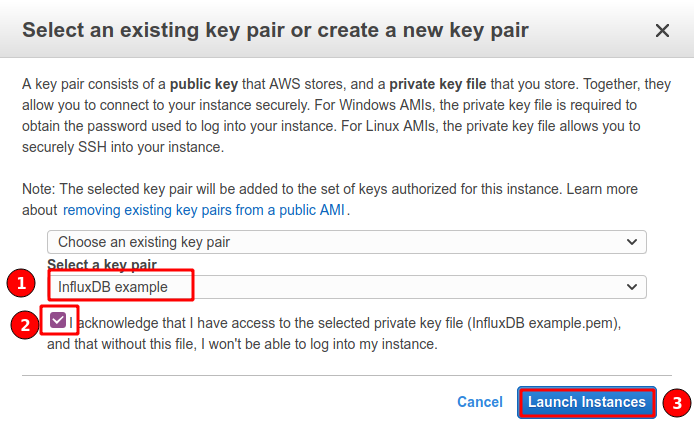 Select an existing key pair or create a new key pair
A key pair consists of a public key that AWS stores, and a private key file that you store. Together, they
allow you to connect to your instance securely. For Windows AMIs, the private key file is required to
obtain the password used to log into your instance. For Linux AMIs, the private key file allows you to
securely SSH into your instance.
Note: The selected key pair will be added to the set of keys authorized for this instance. Learn more
about removing existing key pairs from a public AMI.
Choose an existing key pair
Select a key pair
1 InfluxDB example
2 I acknowledge that I have access to the selected private key file (InfluxDB example.pem),
and that without this file, I won't be able to log into my instance.
Cancel Launch Instances 3